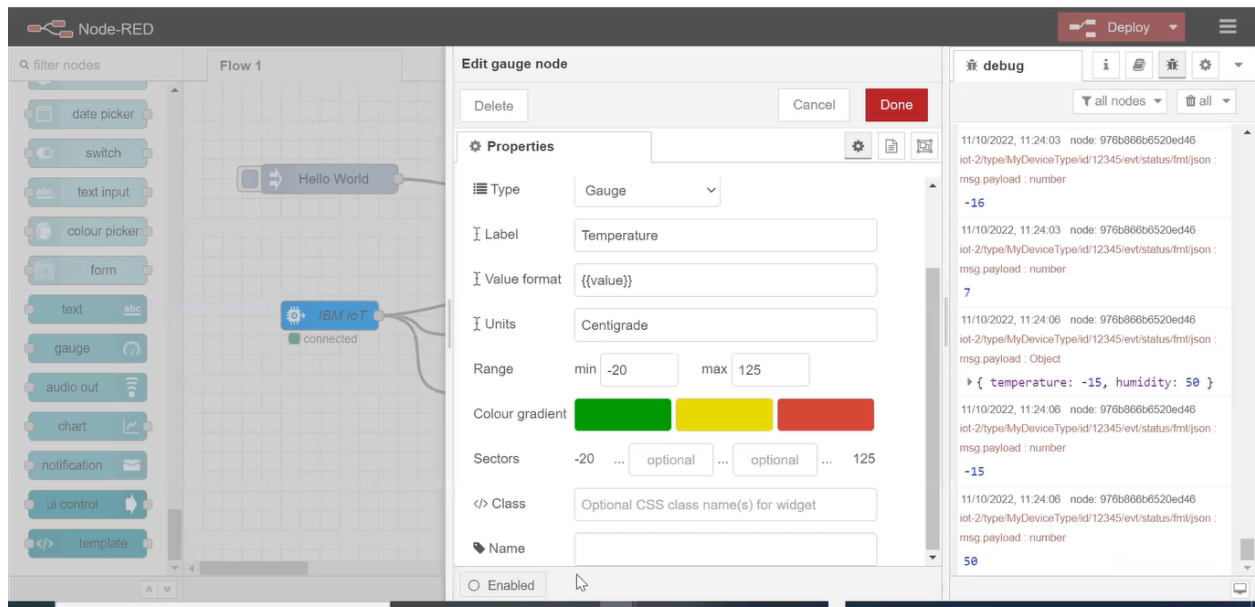 Node-RED
Deploy
filter nodes
date picker
switch
text input
colour picker
form
text
gauge
audio out
chart
notification
ui control
template
Flow 1
Hello World
IBM IoT
connected
Edit gauge node
Delete
Cancel
Done
Properties
Type
Gauge
Label
Temperature
Value format
{{value}}
Units
Centigrade
Range
min -20
max 125
Colour gradient
Sectors
-20 ... optional ... optional ... 125
</> Class
Optional CSS class name(s) for widget
Name
Enabled
debug
all nodes
all
11/10/2022, 11:24:03 node: 976b866b6520ed46
iot-2/type/MyDeviceType/id/12345/evt/status/fmt/json :
msg.payload : number
-16
11/10/2022, 11:24:03 node: 976b866b6520ed46
iot-2/type/MyDeviceType/id/12345/evt/status/fmt/json :
msg.payload : number
7
11/10/2022, 11:24:06 node: 976b866b6520ed46
iot-2/type/MyDeviceType/id/12345/evt/status/fmt/json :
msg.payload : Object
{ temperature: -15, humidity: 50 }
11/10/2022, 11:24:06 node: 976b866b6520ed46
iot-2/type/MyDeviceType/id/12345/evt/status/fmt/json :
msg.payload : number
-15
11/10/2022, 11:24:06 node: 976b866b6520ed46
iot-2/type/MyDeviceType/id/12345/evt/status/fmt/json :
msg.payload : number
50